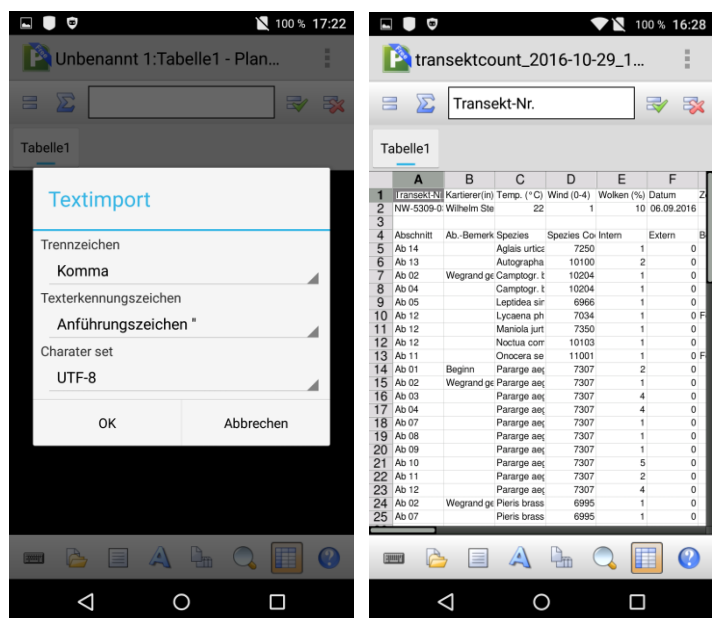 100 % 17:22
Unbenannt 1:Tabelle1 - Plan...
Tabelle1
Textimport
Trennzeichen
Komma
Texterkennungszeichen
Anführungszeichen "
Charater set
UTF-8
OK Abbrechen
100 % 16:28
transektcount_2016-10-29_1...
Transekt-Nr.
Tabelle1
A B C D E F
1 Transekt-N Kartierer(in) Temp. (°C) Wind (0-4) Wolken (%) Datum Z
2 NW-5309-0 Wilhelm Ste 22 1 10 06.09.2016
3
4 Abschnitt Ab.-Bemerk Spezies Spezies Co Intern Extern B
5 Ab 14 Aglais urtica 7250 1 0
6 Ab 13 Autographa 10100 2 0
7 Ab 02 Wegrand ge Camptogr. b 10204 1 0
8 Ab 04 Camptogr. b 10204 1 0
9 Ab 05 Leptidea sin 6966 1 0
10 Ab 12 Lycaena ph 7034 1 0 F
11 Ab 12 Maniola jurt 7350 1 0
12 Ab 12 Noctua com 10103 1 0
13 Ab 11 Onocera se 11001 1 0 F
14 Ab 01 Beginn Pararge aeg 7307 2 0
15 Ab 02 Wegrand ge Pararge aeg 7307 1 0
16 Ab 03 Pararge aeg 7307 4 0
17 Ab 04 Pararge aeg 7307 4 0
18 Ab 07 Pararge aeg 7307 1 0
19 Ab 08 Pararge aeg 7307 1 0
20 Ab 09 Pararge aeg 7307 1 0
21 Ab 10 Pararge aeg 7307 5 0
22 Ab 11 Pararge aeg 7307 2 0
23 Ab 12 Pararge aeg 7307 4 0
24 Ab 02 Wegrand ge Pieris brass 6995 1 0
25 Ab 07 Pieris brass 6995 1 0